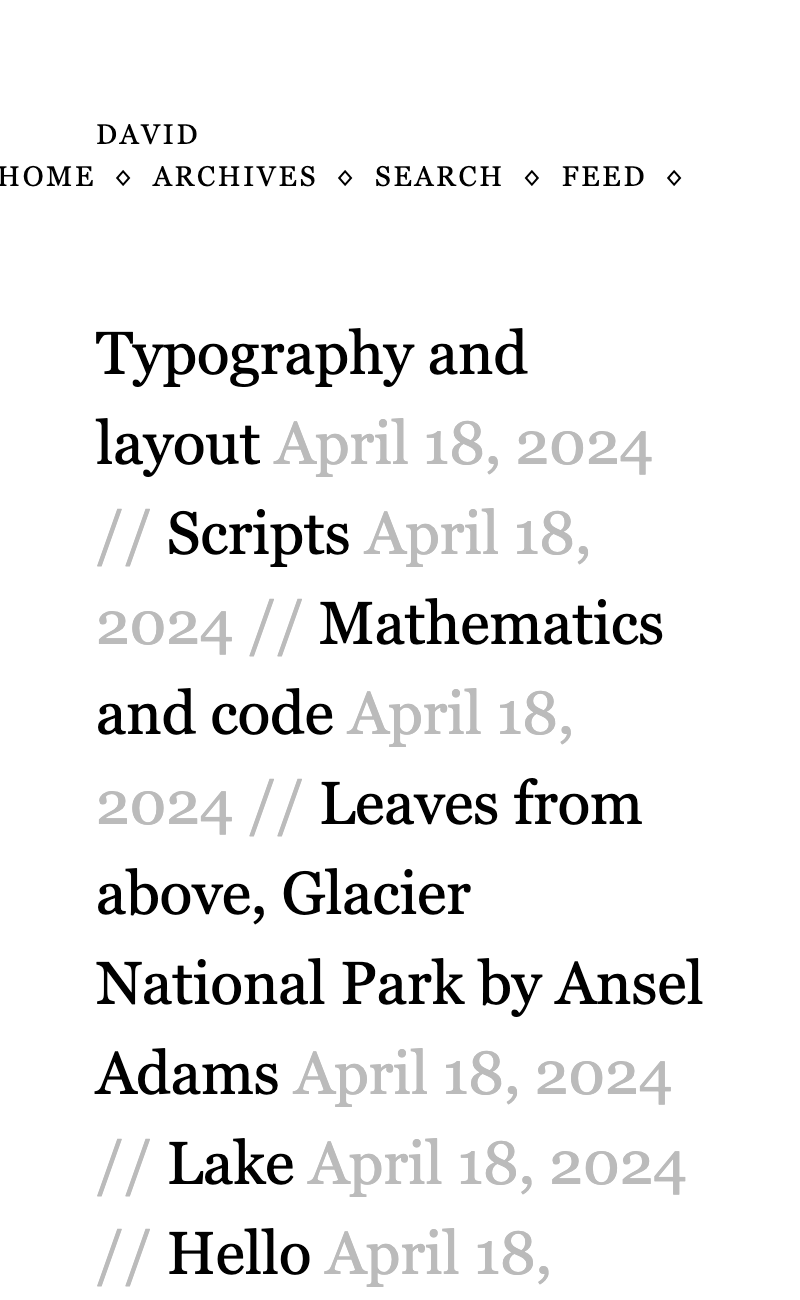 DAVID
HOME ⋄ ARCHIVES ⋄ SEARCH ⋄ FEED ⋄
Typography and
layout April 18, 2024
// Scripts April 18,
2024 // Mathematics
and code April 18,
2024 // Leaves from
above, Glacier
National Park by Ansel
Adams April 18, 2024
// Lake April 18, 2024
// Hello April 18,